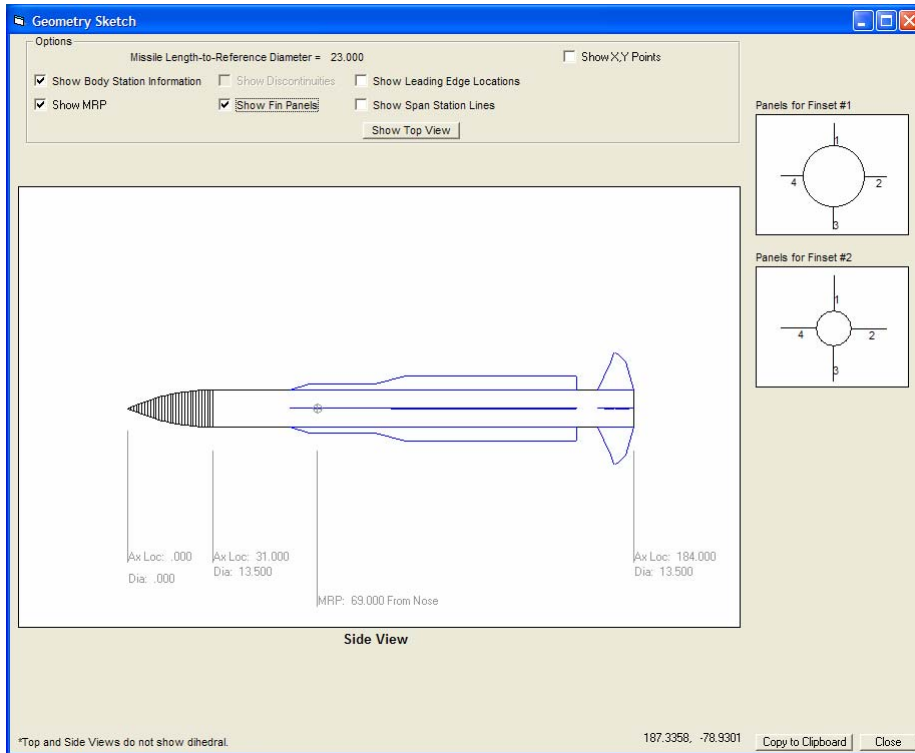 Geometry Sketch
Options
Missile Length-to-Reference Diameter = 23.000
Show X,Y Points
Show Body Station Information
Show Discontinuities
Show Leading Edge Locations
Show MRP
Show Fin Panels
Show Span Station Lines
Show Top View
Panels for Finset #1
1
4
2
3
Panels for Finset #2
1
4
2
3
Ax Loc: .000
Dia: .000
Ax Loc: 31.000
Dia: 13.500
MRP: 69.000 From Nose
Ax Loc: 184.000
Dia: 13.500
Side View
*Top and Side Views do not show dihedral.
187.3358, -78.9301
Copy to Clipboard
Close